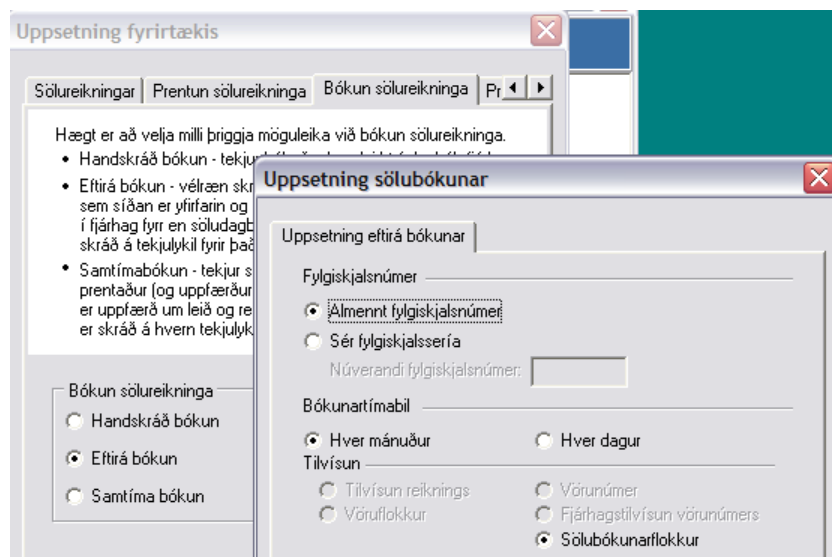 Uppsetning fyrirtækis
Sölureikningar
Prentun sölureikninga
Bókun sölureikninga
Pr
Hægt er að velja milli þriggja möguleika við bókun sölureikninga.
• Handskráð bókun - tekjur
• Eftirá bókun - vélræn skr
sem síðan er yfirfarin og
í fjárhag fyrr en söludagb
skráð á tekjulykil fyrir það
• Samtímabókun - tekjur s
prentaður (og uppfærður
er uppfærð um leið og re
er skráð á hvern tekjulyk
Bókun sölureikninga
Handskráð bókun
Eftirá bókun
Samtíma bókun
Uppsetning sölubókunar
Uppsetning eftirá bókunar
Fylgiskjalsnúmer
Almennt fylgiskjalsnúmer
Sér fylgiskjalssería
Núverandi fylgiskjalsnúmer:
Bókunartímabil
Hver mánuður
Hver dagur
Tilvísun
Tilvísun reiknings
Vörunúmer
Vöruflokkur
Fjárhagstilvísun vörunúmers
Sölubókunarflokkur